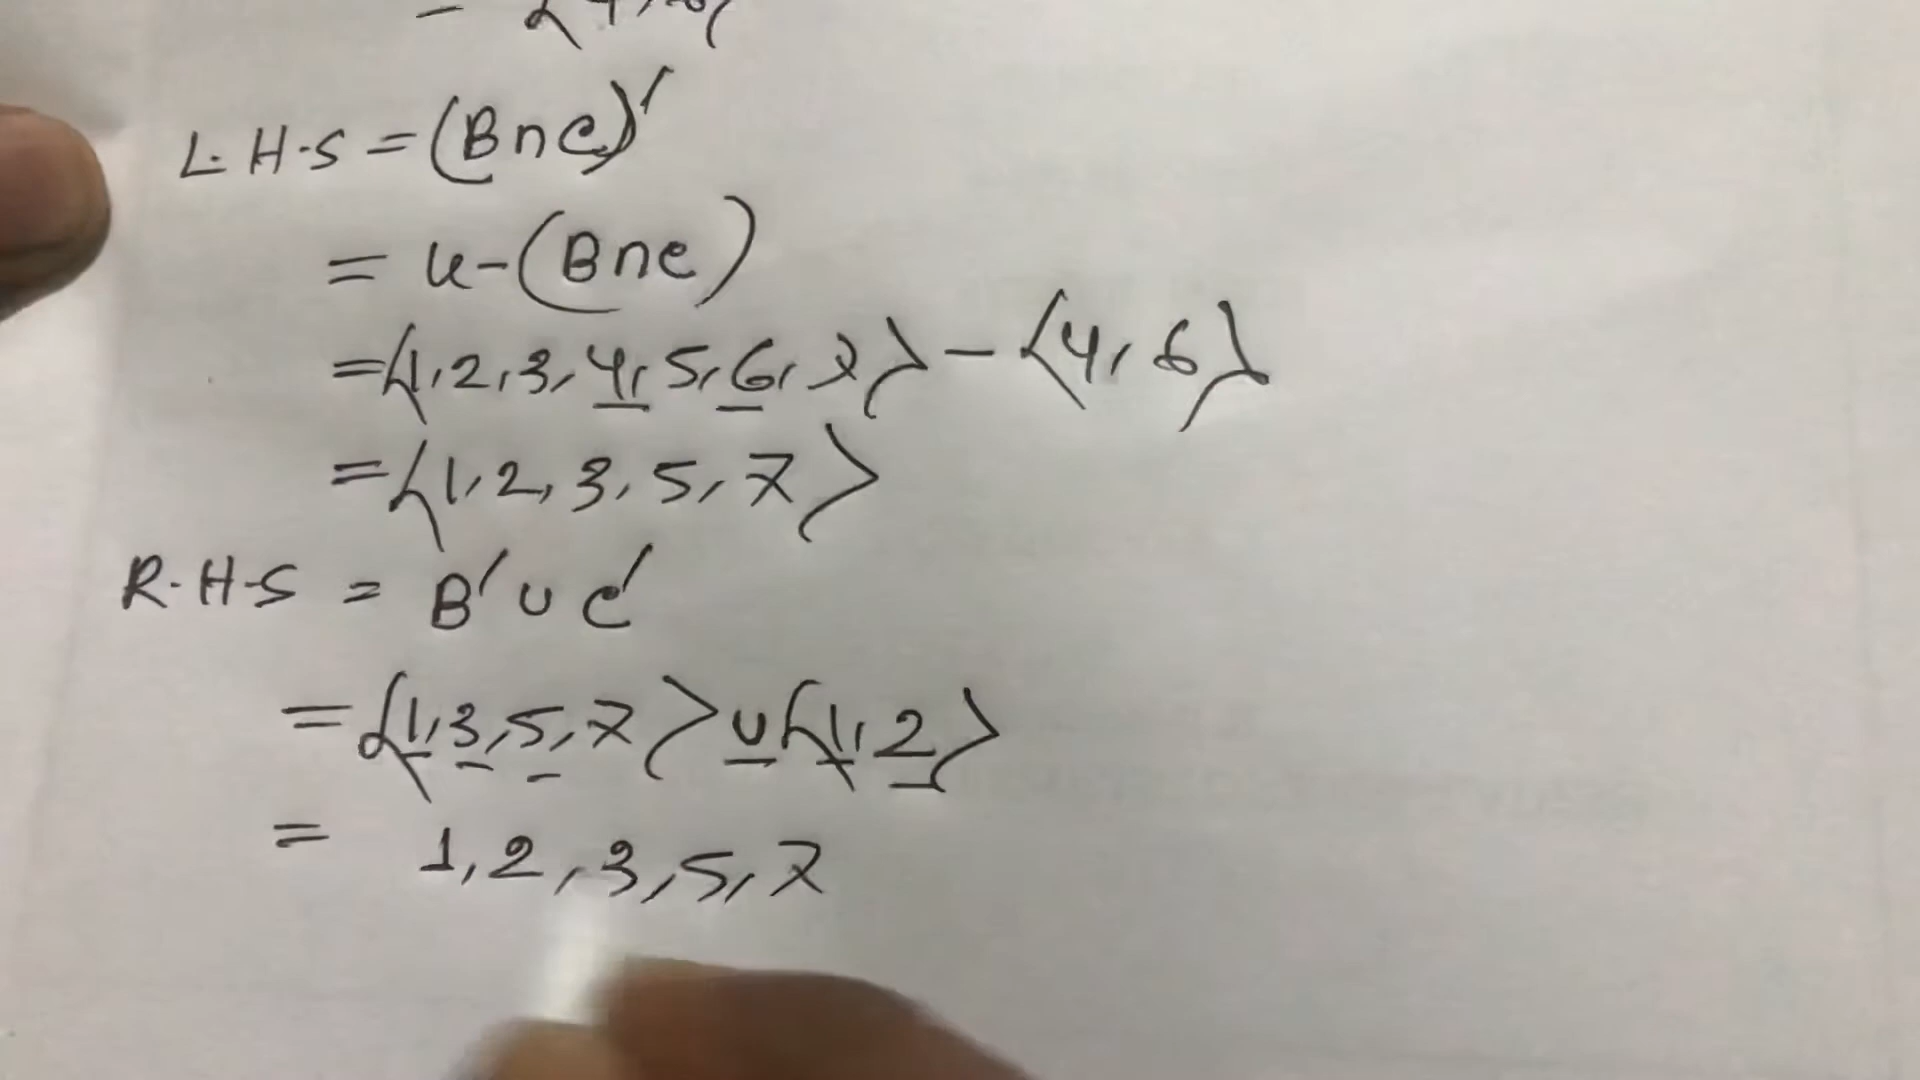 L.H.S = (B∩C)'
= U-(B∩C)
={1,2,3,4,5,6,7} - {4,6}
={1,2,3,5,7}
R.H.S = B'∪C'
={1,3,5,7}∪{1,2}
= 1,2,3,5,7